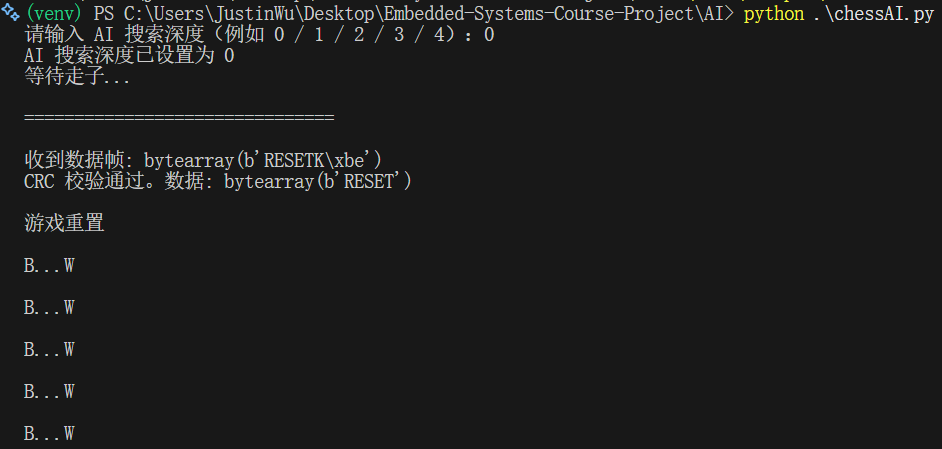 (venv) PS C:\Users\JustinWu\Desktop\Embedded-Systems-Course-Project\AI> python .\chessAI.py
请输入 AI 搜索深度（例如 0 / 1 / 2 / 3 / 4）：0
AI 搜索深度已设置为 0
等待走子...
===============================
收到数据帧: bytearray(b'RESETK\xbe')
CRC 校验通过。数据: bytearray(b'RESET')
游戏重置
B...W
B...W
B...W
B...W
B...W